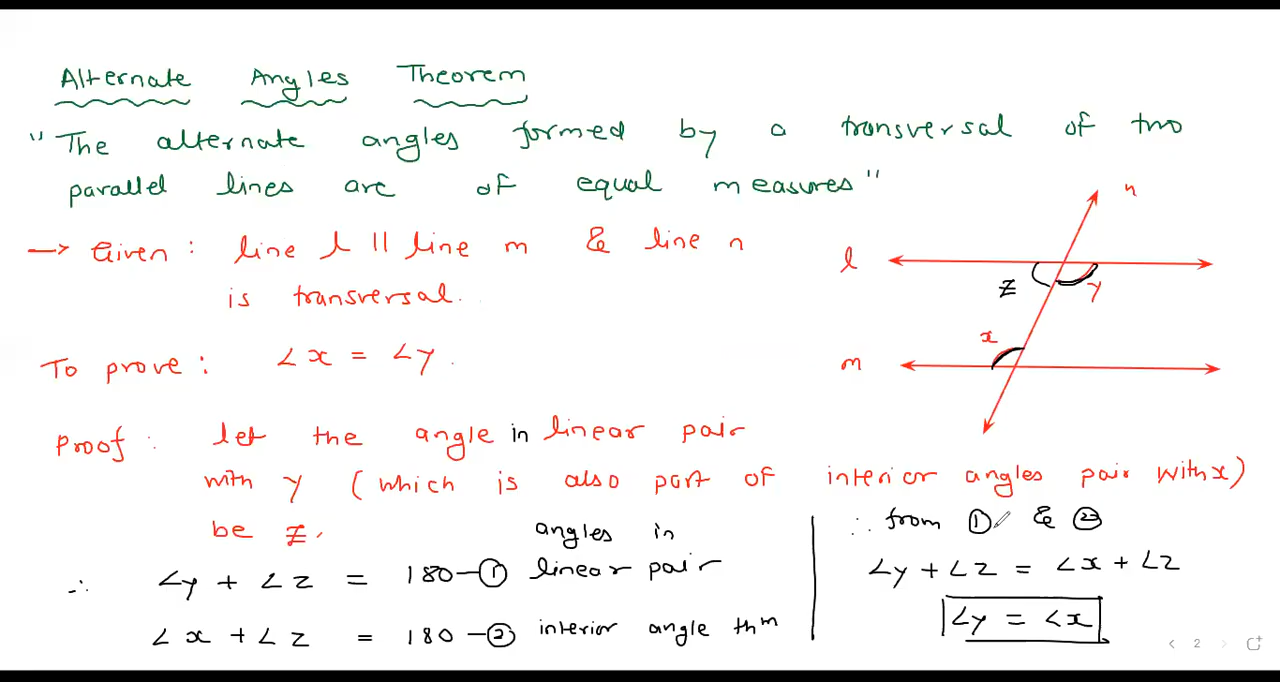 Alternate Angles Theorem
"The alternate angles formed by a transversal of two
parallel lines are of equal measures"
→ Given: line l || line m & line n
is transversal.
To prove: ∠x = ∠y.
Proof: let the angle in linear pair
with y (which is also part of interior angles pair with x)
be z.
∴ ∠y + ∠z = 180 — ① angles in linear pair
∠x + ∠z = 180 — ② interior angle thm
∴ from ① & ②
∠y + ∠z = ∠x + ∠z
∠y = ∠x
n
l
z
y
x
m
2